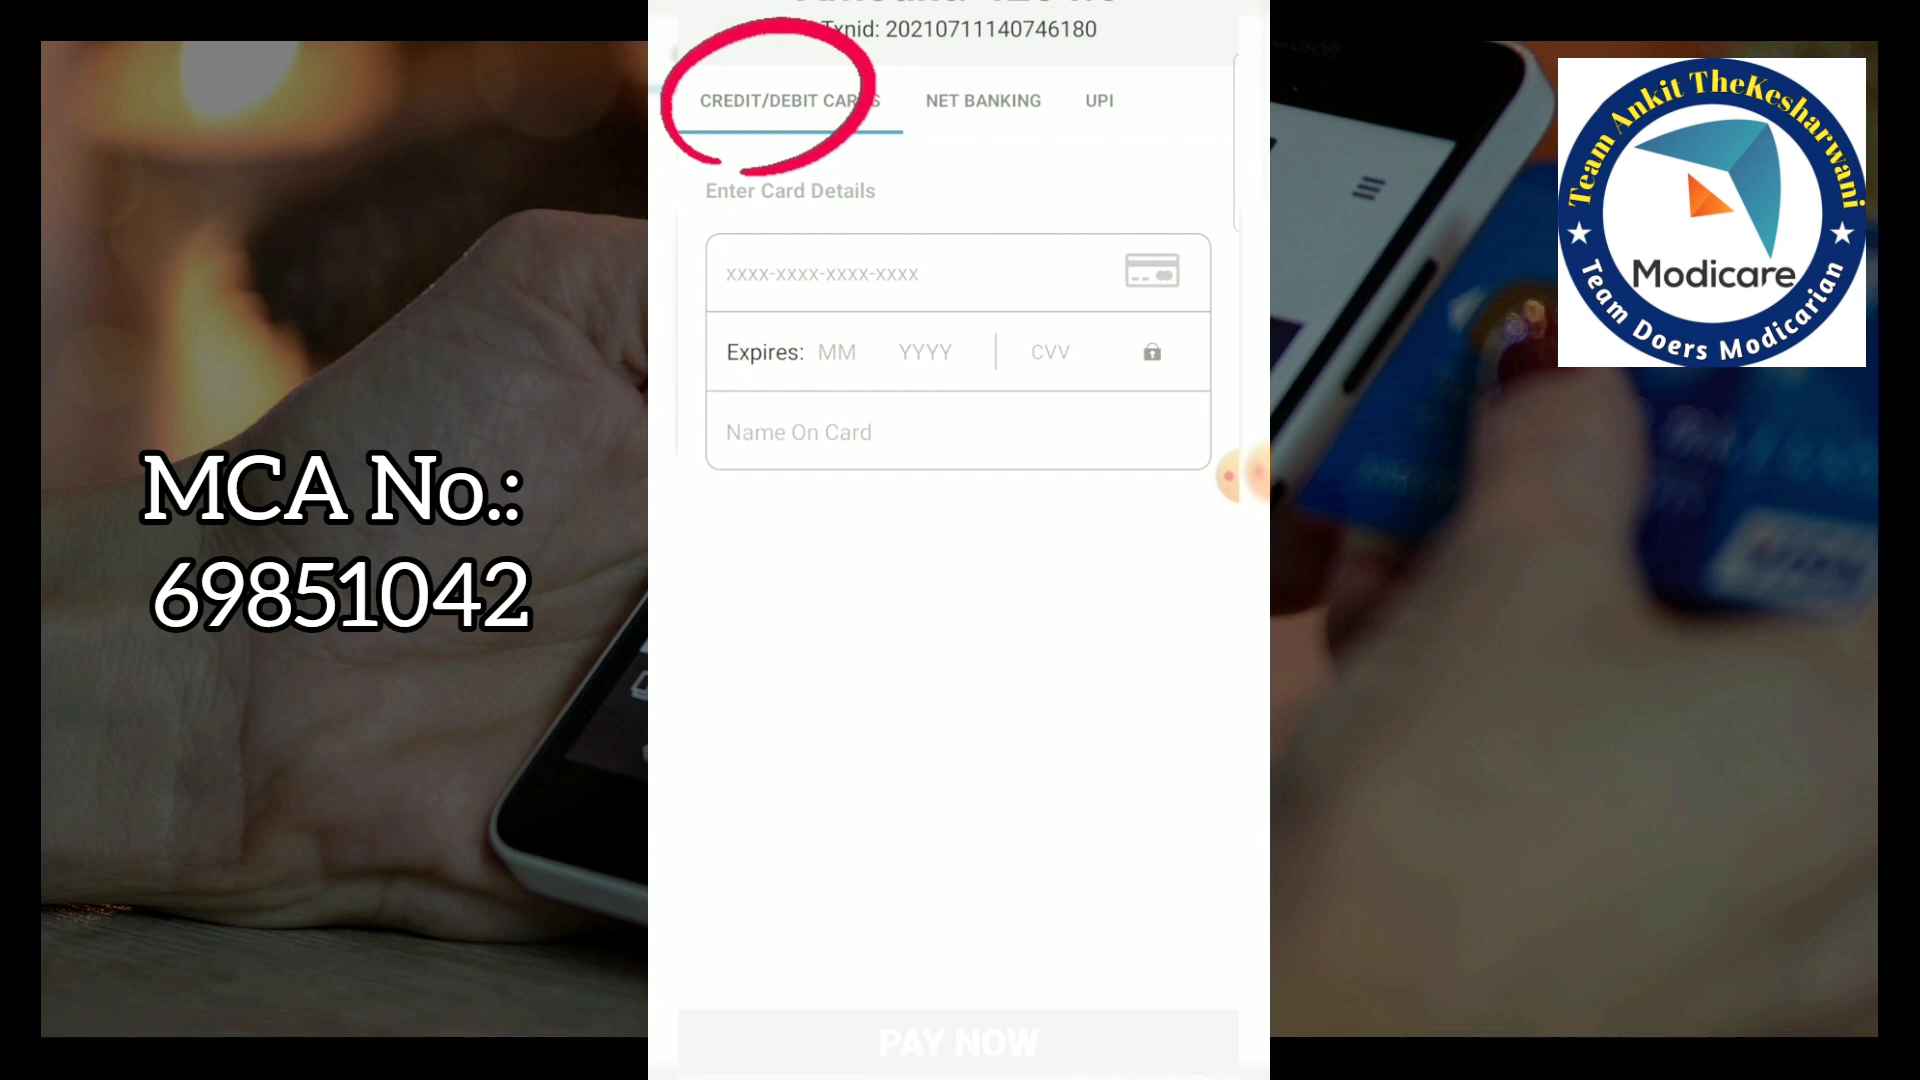 Txnid: 20210711140746180
CREDIT/DEBIT CARDS
NET BANKING
UPI
Enter Card Details
xxxx-xxxx-xxxx-xxxx
Expires: MM YYYY CVV
Name On Card
PAY NOW
MCA No.:
69851042
Team Ankit TheKesharwani
Modicare
Team Doers Modicarian